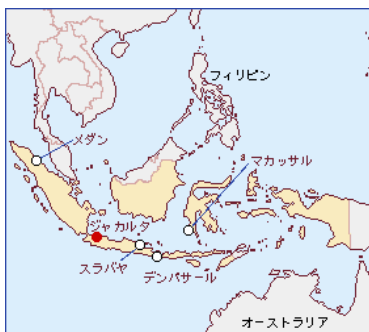 フィリピン
メダン
マカッサル
ジャカルタ
スラバヤ
デンパサール
オーストラリア